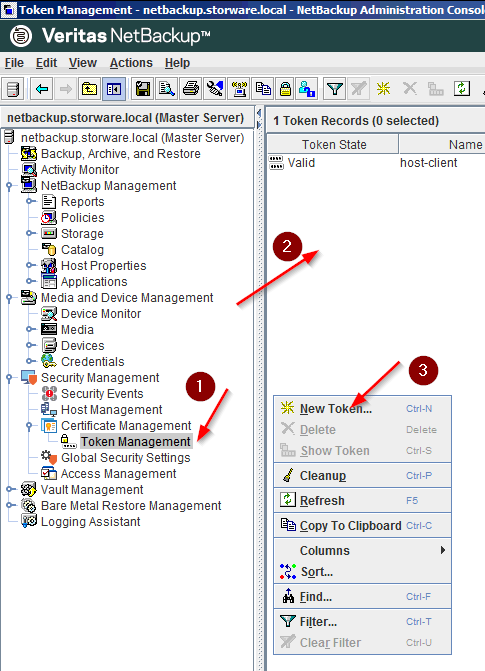 Token Management - netbackup.storware.local - NetBackup Administration Conso
Veritas NetBackup™
File Edit View Actions Help
netbackup.storware.local (Master Server)
netbackup.storware.local (Master Server)
Backup, Archive, and Restore
Activity Monitor
NetBackup Management
Reports
Policies
Storage
Catalog
Host Properties
Applications
Media and Device Management
Device Monitor
Media
Devices
Credentials
Security Management
Security Events
Host Management
Certificate Management
Token Management
Global Security Settings
Access Management
Vault Management
Bare Metal Restore Management
Logging Assistant
1
1 Token Records (0 selected)
Token State Name
Valid host-client
2
3
New Token... Ctrl-N
Delete Delete
Show Token Ctrl-S
Cleanup Ctrl-P
Refresh F5
Copy To Clipboard Ctrl-C
Columns
Sort...
Find... Ctrl-F
Filter... Ctrl-T
Clear Filter Ctrl-U